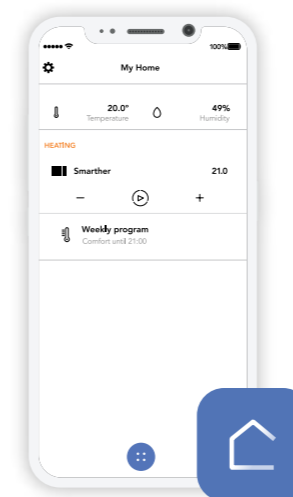 100%
My Home
20.0° 49%
Temperature Humidity
HEATING
Smarther 21.0
Weekly program
Comfort until 21:00